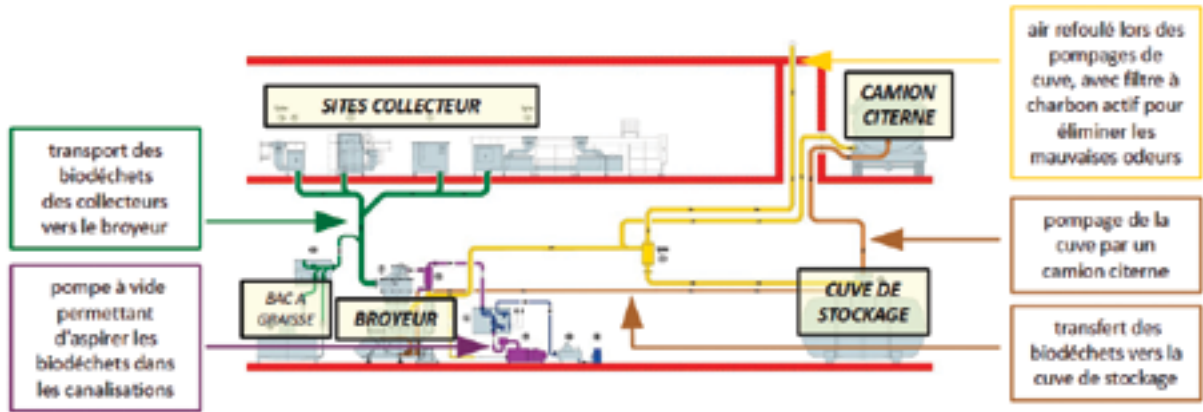 air refoulé lors des
pompages de
cuve, avec filtre à
charbon actif pour
éliminer les
mauvaises odeurs
SITES COLLECTEUR
CAMION
CITERNE
transport des
biodéchets
des collecteurs
vers le broyeur
pompage de la
cuve par un
camion citerne
pompe à vide
permettant
d'aspirer les
biodéchets dans
les canalisations
BAC A
GRAISSE
BROYEUR
CUVE DE
STOCKAGE
transfert des
biodéchets vers la
cuve de stockage